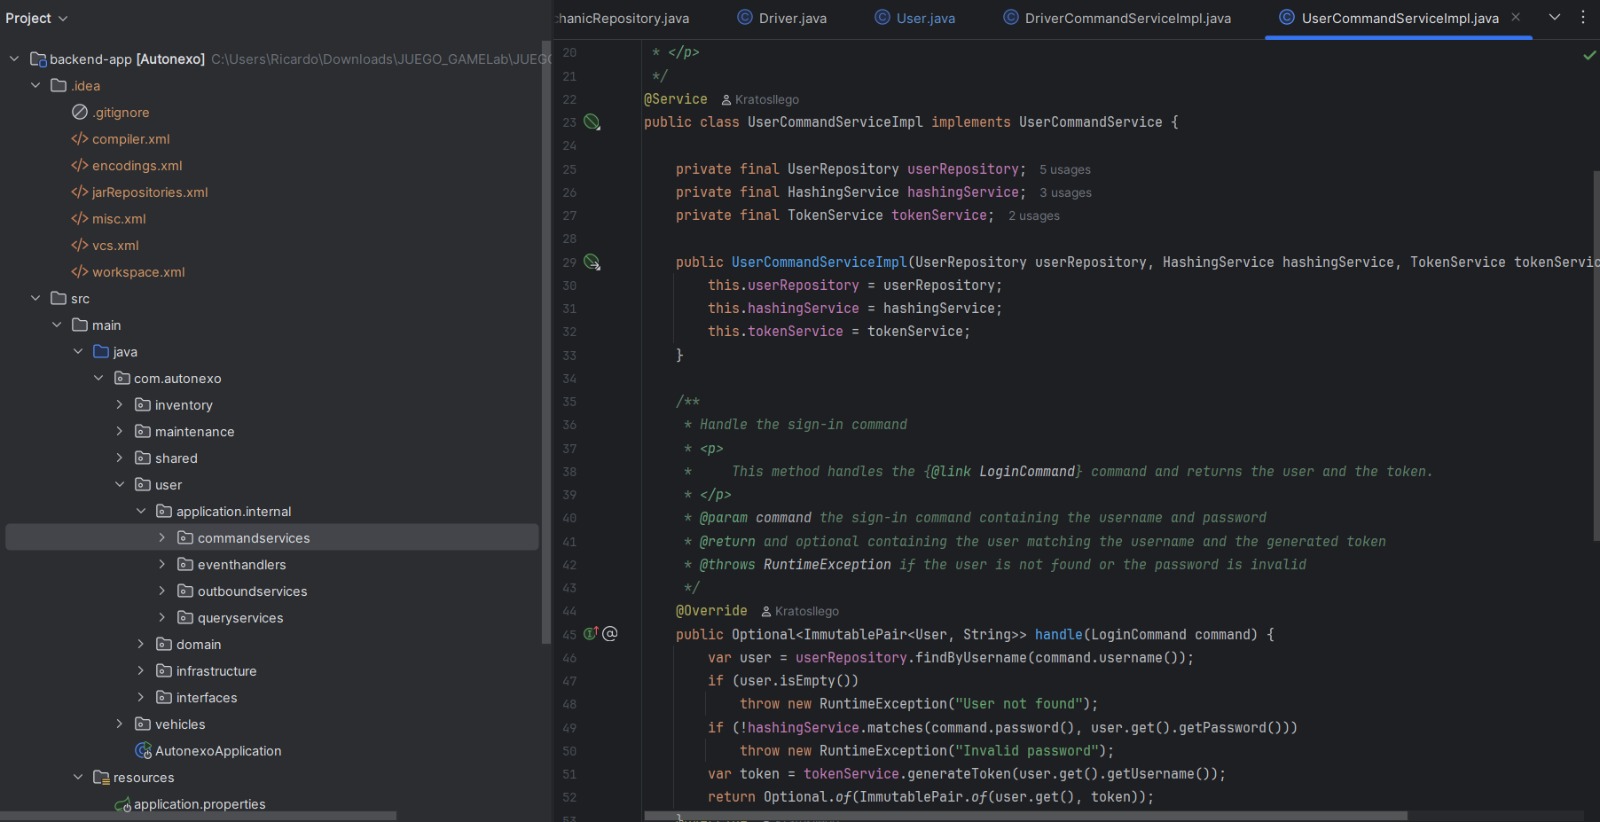 Project
backend-app [Autonexo] C:\Users\Ricardo\Downloads\JUEGO_GAMELab\JUEG
.idea
.gitignore
compiler.xml
encodings.xml
jarRepositories.xml
misc.xml
vcs.xml
workspace.xml
src
main
java
com.autonexo
inventory
maintenance
shared
user
application.internal
commandservices
eventhandlers
outboundservices
queryservices
domain
infrastructure
interfaces
vehicles
AutonexoApplication
resources
application.properties
hanicRepository.java Driver.java User.java DriverCommandServiceImpl.java UserCommandServiceImpl.java
20 * </p>
21 */
22 @Service Kratosllego
23 public class UserCommandServiceImpl implements UserCommandService {
24
25 private final UserRepository userRepository; 5 usages
26 private final HashingService hashingService; 3 usages
27 private final TokenService tokenService; 2 usages
28
29 public UserCommandServiceImpl(UserRepository userRepository, HashingService hashingService, TokenService tokenServic
30 this.userRepository = userRepository;
31 this.hashingService = hashingService;
32 this.tokenService = tokenService;
33 }
34
35 /**
36 * Handle the sign-in command
37 * <p>
38 * This method handles the {@link LoginCommand} command and returns the user and the token.
39 * </p>
40 * @param command the sign-in command containing the username and password
41 * @return and optional containing the user matching the username and the generated token
42 * @throws RuntimeException if the user is not found or the password is invalid
43 */
44 @Override Kratosllego
45 public Optional<ImmutablePair<User, String>> handle(LoginCommand command) {
46 var user = userRepository.findByUsername(command.username());
47 if (user.isEmpty())
48 throw new RuntimeException("User not found");
49 if (!hashingService.matches(command.password(), user.get().getPassword()))
50 throw new RuntimeException("Invalid password");
51 var token = tokenService.generateToken(user.get().getUsername());
52 return Optional.of(ImmutablePair.of(user.get(), token));
53 }